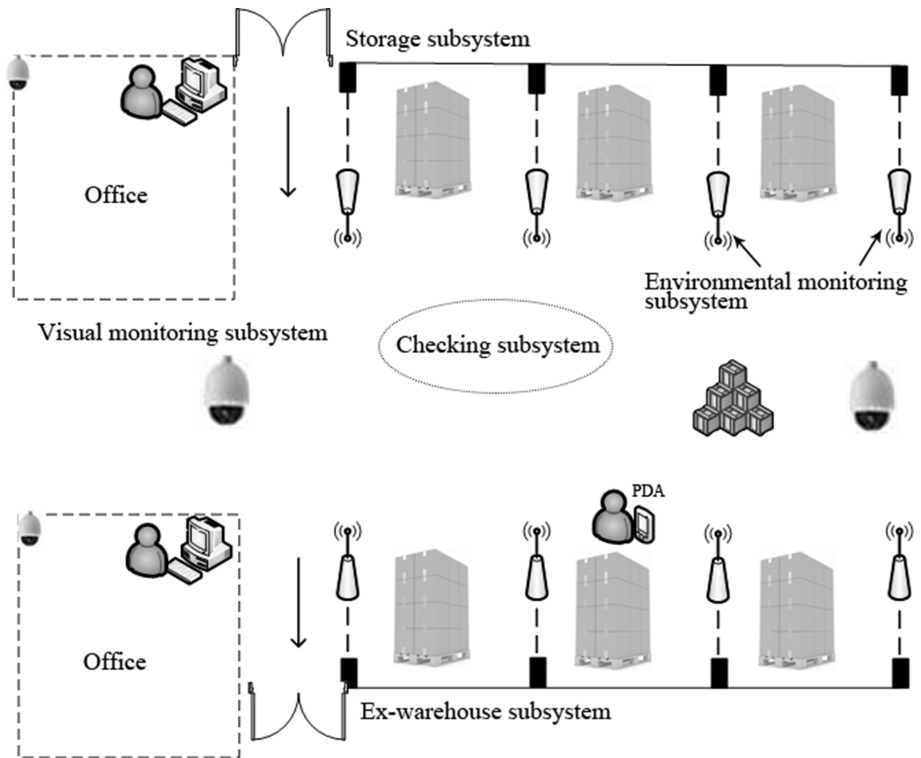 Storage subsystem
Office
Environmental monitoring
subsystem
Visual monitoring subsystem
Checking subsystem
PDA
Office
Ex-warehouse subsystem